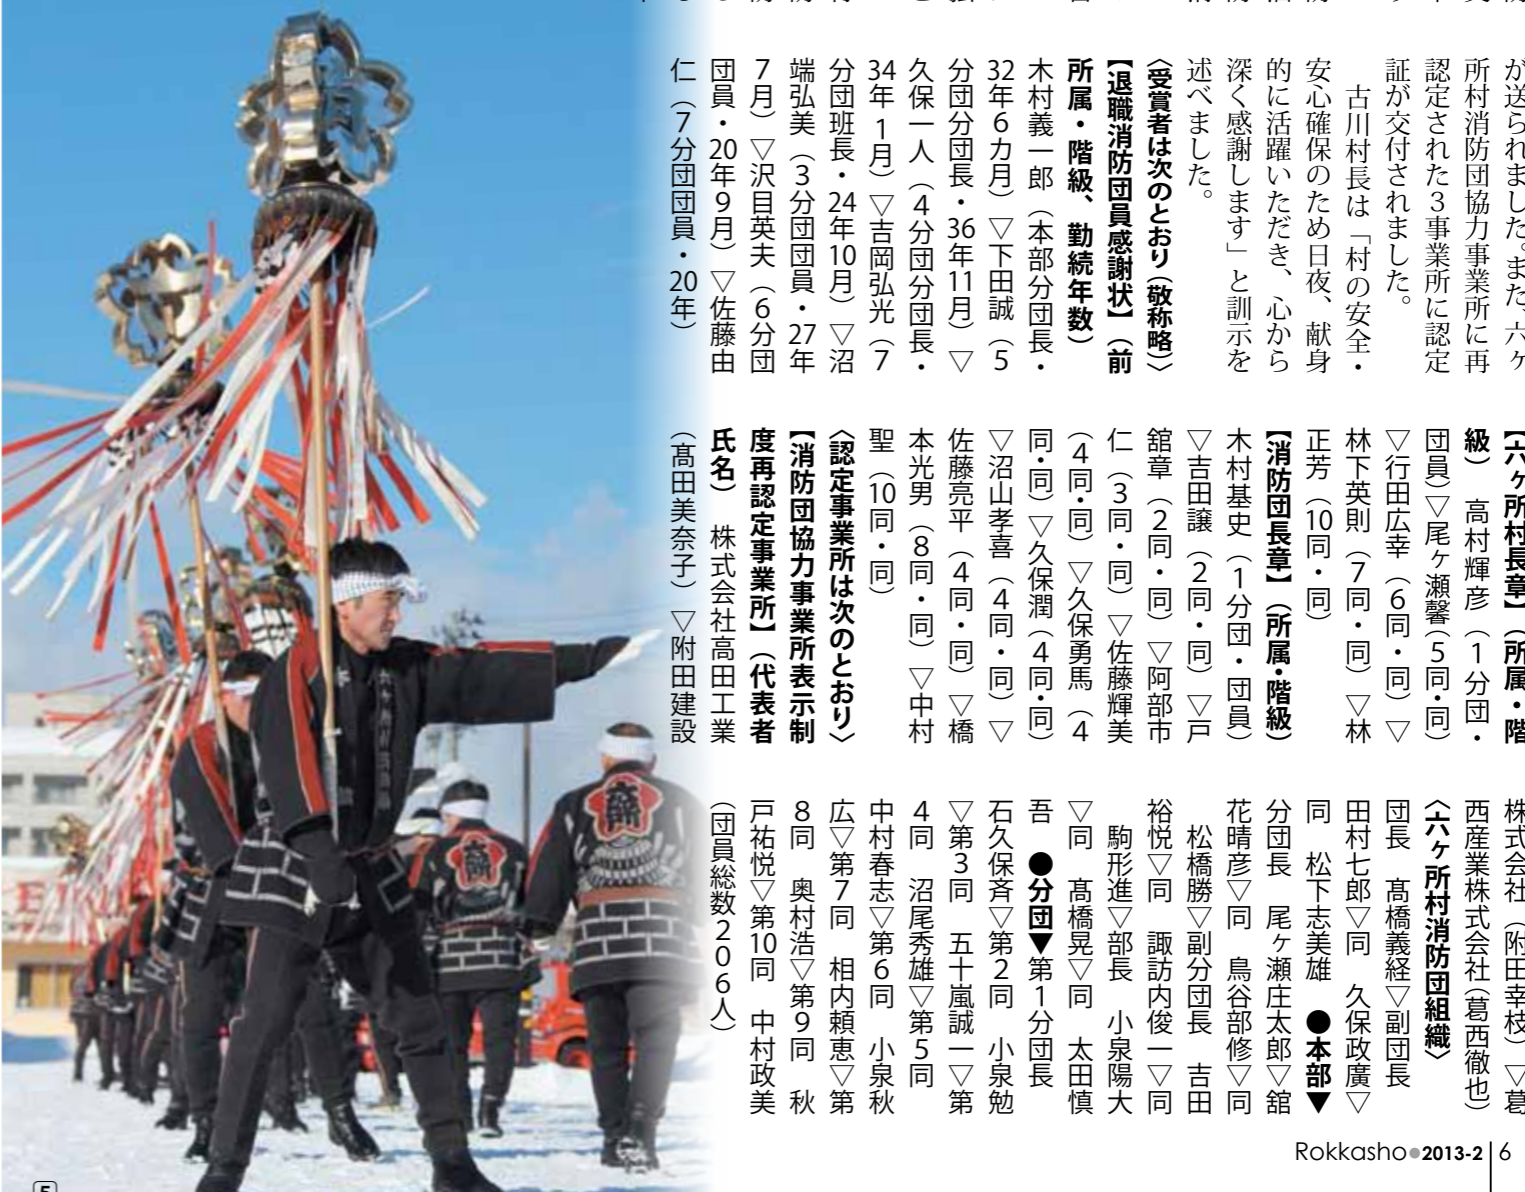 が送られました。また、六ヶ
所村消防団協力事業所に再
認定された３事業所に認定
証が交付されました。
　古川村長は「村の安全・
安心確保のため日夜、献身
的に活躍いただき、心から
深く感謝します」と訓示を
述べました。
〈受賞者は次のとおり（敬称略）〉
【退職消防団員感謝状】（前
所属・階級、勤続年数）
木村義一郎（本部分団長・
32年６カ月）▽下田誠（５
分団分団長・36年11月）▽
久保一人（４分団分団長・
34年１月）▽吉岡弘光（７
分団班長・24年10月）▽沼
端弘美（３分団団員・27年
７月）▽沢目英夫（６分団
団員・20年９月）▽佐藤由
仁（７分団団員・20年）
【六ヶ所村長章】（所属・階
級）　高村輝彦（１分団・
団員）▽尾ヶ瀬馨（５同・同）
▽行田広幸（６同・同）▽
林下英則（７同・同）▽林
正芳（10同・同）
【消防団長章】（所属・階級）
木村基史（１分団・団員）
▽吉田譲（２同・同）▽戸
舘章（２同・同）▽阿部市
仁（３同・同）▽佐藤輝美
（４同・同）▽久保勇馬（４
同・同）▽久保潤（４同・同）
▽沼山孝喜（４同・同）▽
佐藤亮平（４同・同）▽橋
本光男（８同・同）▽中村
聖（10同・同）
〈認定事業所は次のとおり〉
【消防団協力事業所表示制
度再認定事業所】（代表者
氏名）　株式会社高田工業
（髙田美奈子）▽附田建設
株式会社（附田幸枝）▽葛
西産業株式会社（葛西徹也）
〈六ヶ所村消防団組織〉
団長　髙橋義経▽副団長
田村七郎▽同　久保政廣▽
同　松下志美雄　●本部▼
分団長　尾ヶ瀬庄太郎▽舘
花晴彦▽同　鳥谷部修▽同
　松橋勝▽副分団長　吉田
裕悦▽同　諏訪内俊一▽同
　駒形進▽部長　小泉陽大
▽同　髙橋晃▽同　太田慎
吾　●分団▼第１分団長
石久保斉▽第２同　小泉勉
▽第３同　五十嵐誠一▽第
４同　沼尾秀雄▽第５同
中村春志▽第６同　小泉秋
広▽第７同　相内頼恵▽第
８同　奥村浩▽第９同　秋
戸祐悦▽第10同　中村政美
（団員総数２０６人）
Rokkasho●2013-2 | 6
5